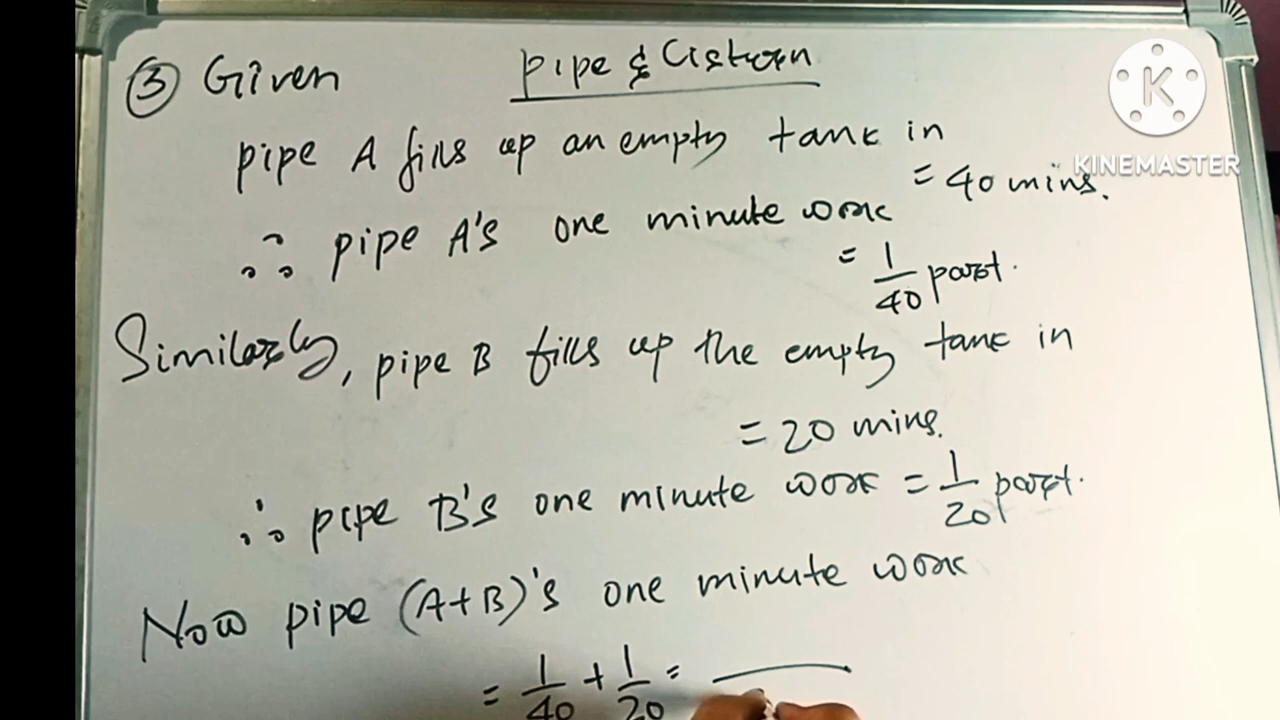 ③ Given
Pipe & Cistern
pipe A fills up an empty tank in
= 40 mins.
∴ pipe A's one minute work
= 1/40 part.
Similarly, pipe B fills up the empty tank in
= 20 mins.
∴ pipe B's one minute work = 1/20 part.
Now pipe (A+B)'s one minute work
= 1/40 + 1/20 =
K
KINEMASTER